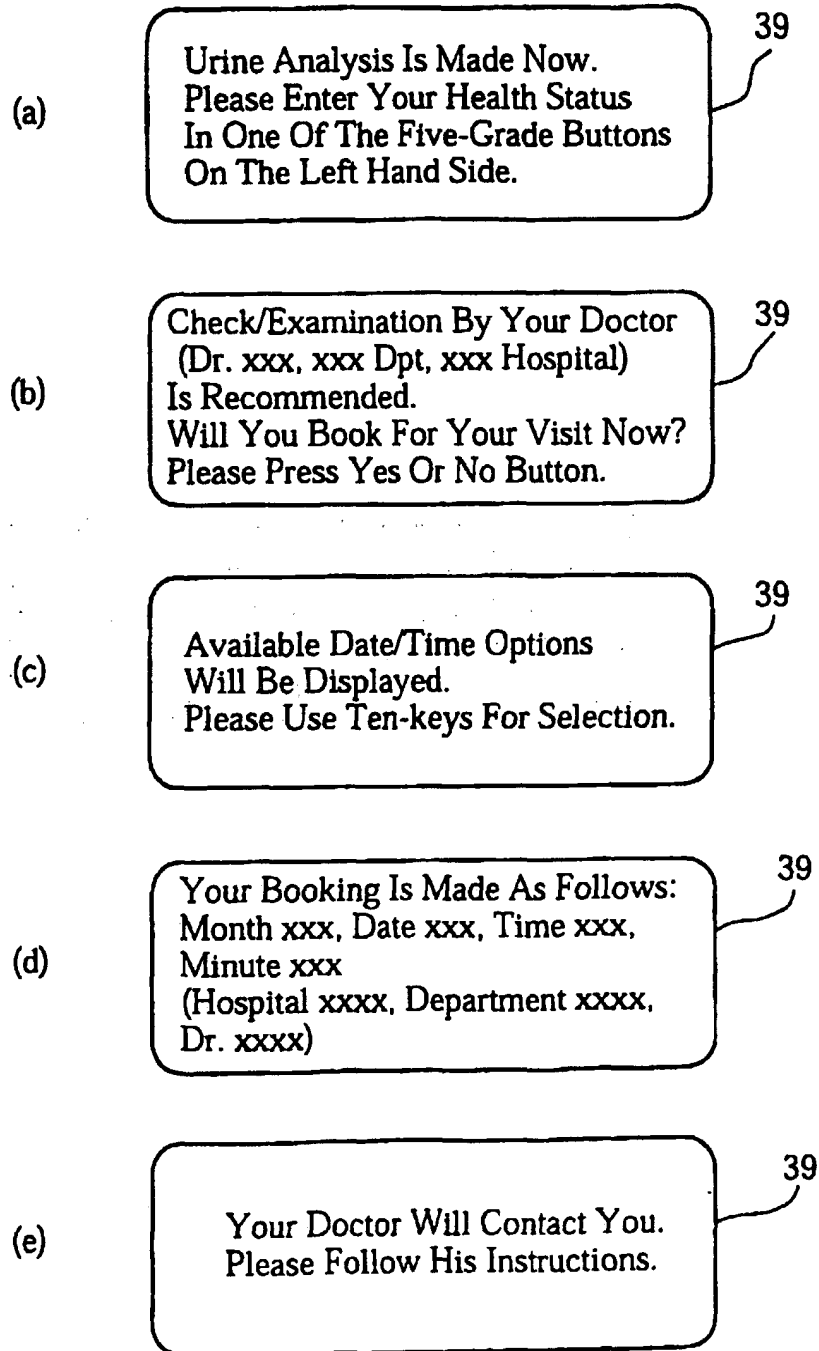 39
(a)
Urine Analysis Is Made Now.
Please Enter Your Health Status
In One Of The Five-Grade Buttons
On The Left Hand Side.
39
(b)
Check/Examination By Your Doctor
(Dr. xxx, xxx Dpt, xxx Hospital)
Is Recommended.
Will You Book For Your Visit Now?
Please Press Yes Or No Button.
39
(c)
Available Date/Time Options
Will Be Displayed.
Please Use Ten-keys For Selection.
39
(d)
Your Booking Is Made As Follows:
Month xxx, Date xxx, Time xxx,
Minute xxx
(Hospital xxxx, Department xxxx,
Dr. xxxx)
39
(e)
Your Doctor Will Contact You.
Please Follow His Instructions.